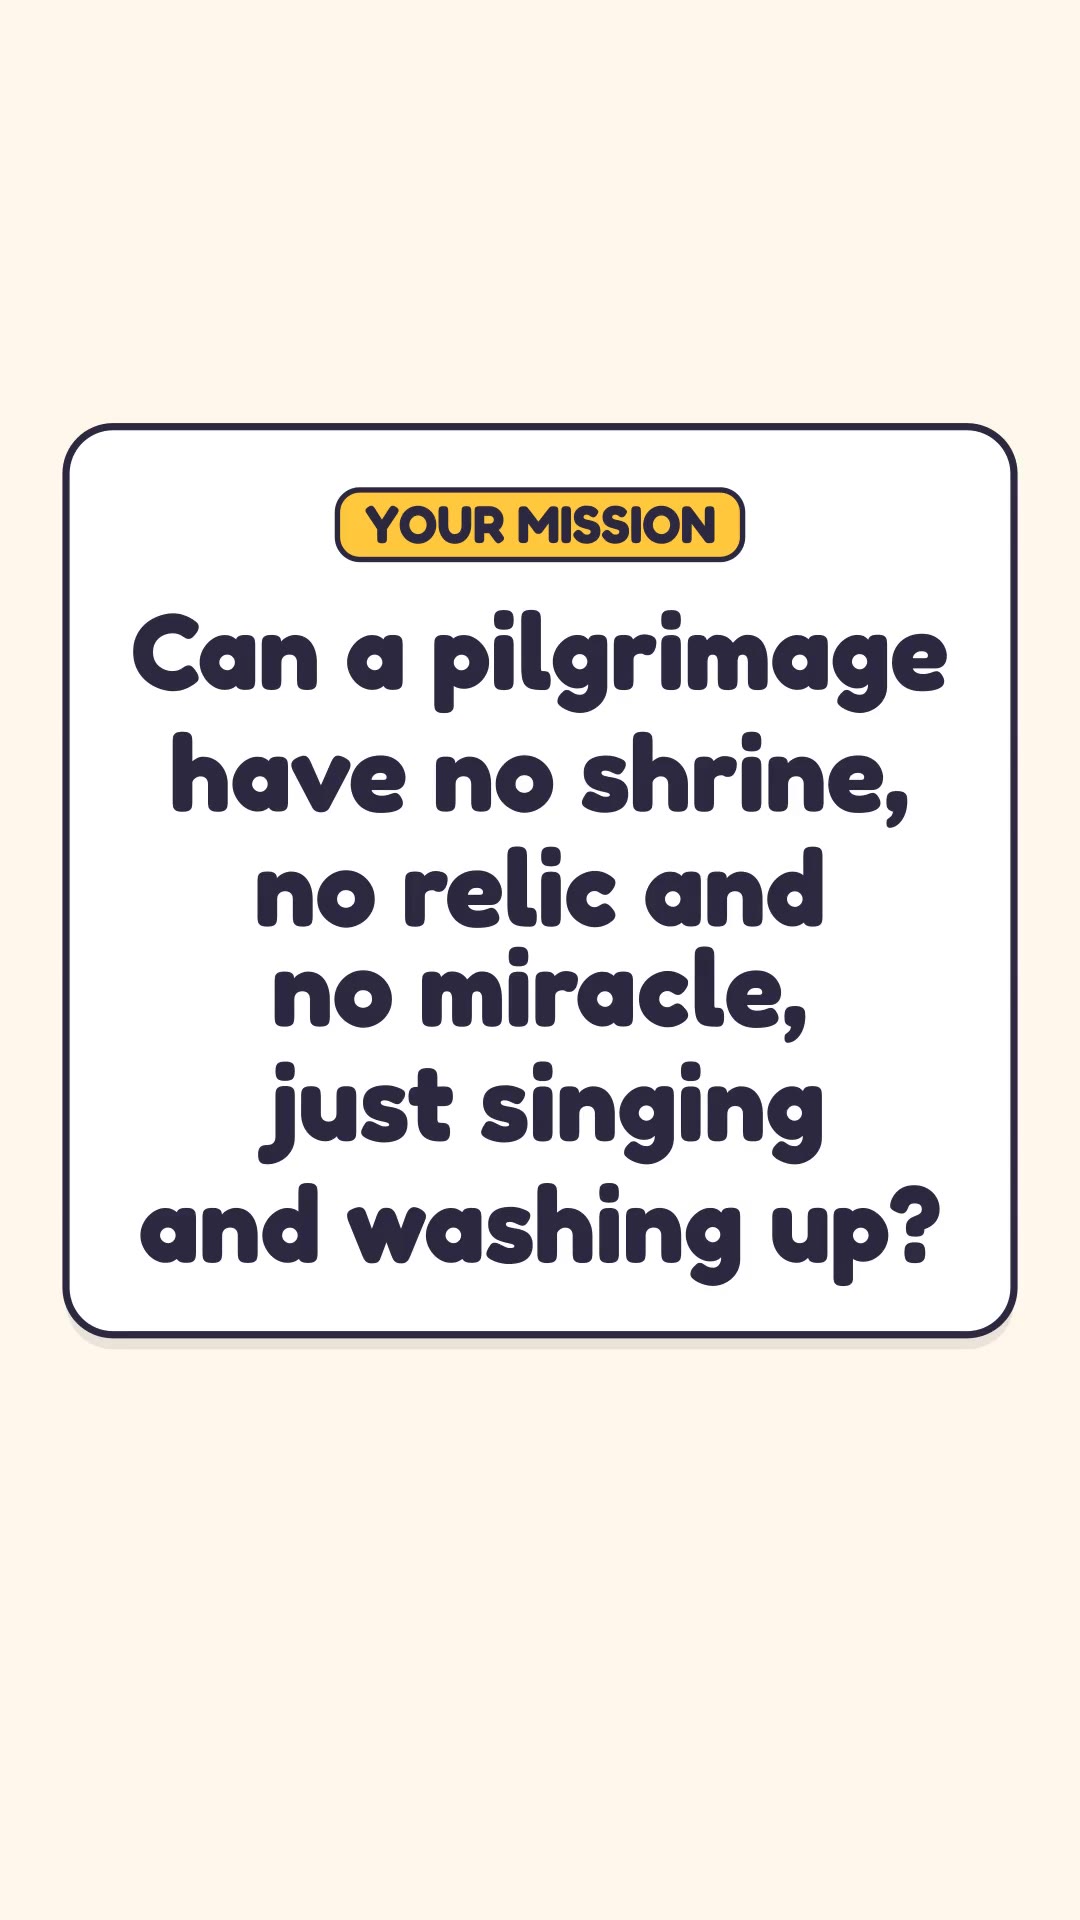 YOUR MISSION
Can a pilgrimage
have no shrine,
no relic and
no miracle,
just singing
and washing up?